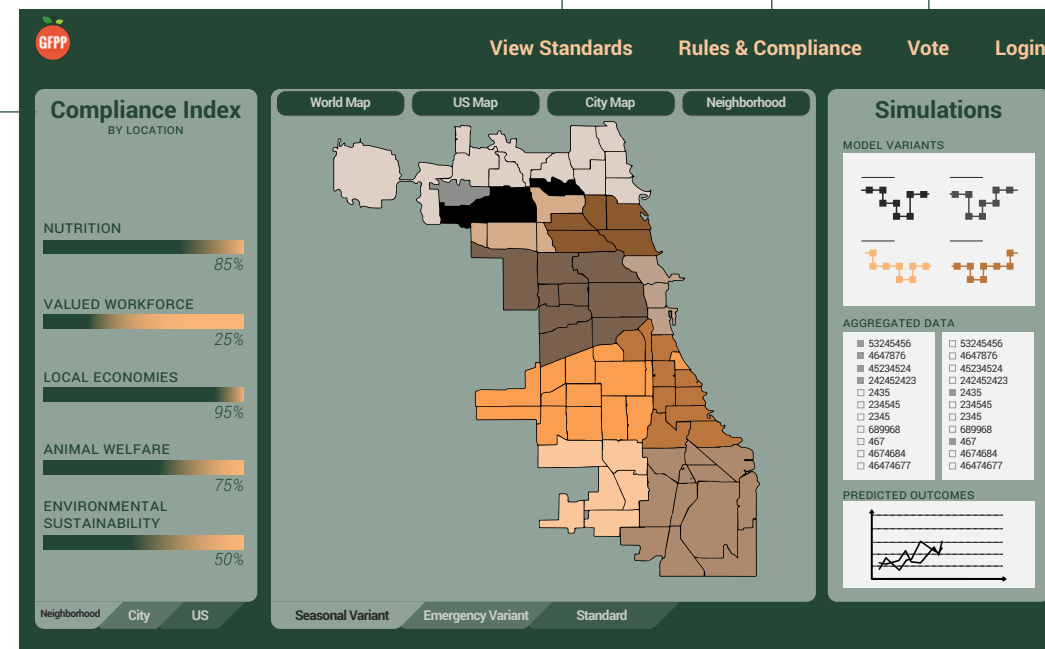 GFPP
View Standards Rules & Compliance Vote Login
Compliance Index
BY LOCATION
NUTRITION
85%
VALUED WORKFORCE
25%
LOCAL ECONOMIES
95%
ANIMAL WELFARE
75%
ENVIRONMENTAL
SUSTAINABILITY
50%
Neighborhood City US
World Map US Map City Map Neighborhood
Seasonal Variant Emergency Variant Standard
Simulations
MODEL VARIANTS
AGGREGATED DATA
53245456 53245456
4647876 4647876
45234524 45234524
242452423 242452423
2435 2435
234545 234545
2345 2345
689968 689968
467 467
4674684 4674684
46474677 46474677
PREDICTED OUTCOMES